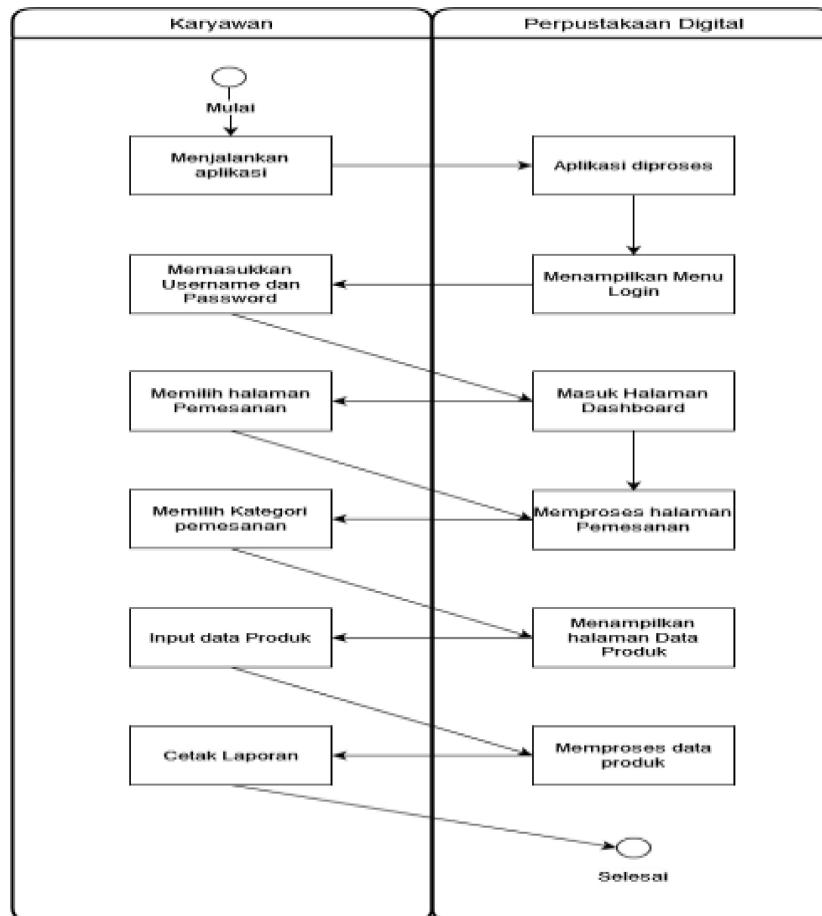 Karyawan
Perpustakaan Digital
Mulai
Menjalankan
aplikasi
Aplikasi diproses
Memasukkan
Username dan
Password
Menampilkan Menu
Login
Memilih halaman
Pemesanan
Masuk Halaman
Dashboard
Memilih Kategori
pemesanan
Memproses halaman
Pemesanan
Input data Produk
Menampilkan
halaman Data
Produk
Cetak Laporan
Memproses data
produk
Selesai